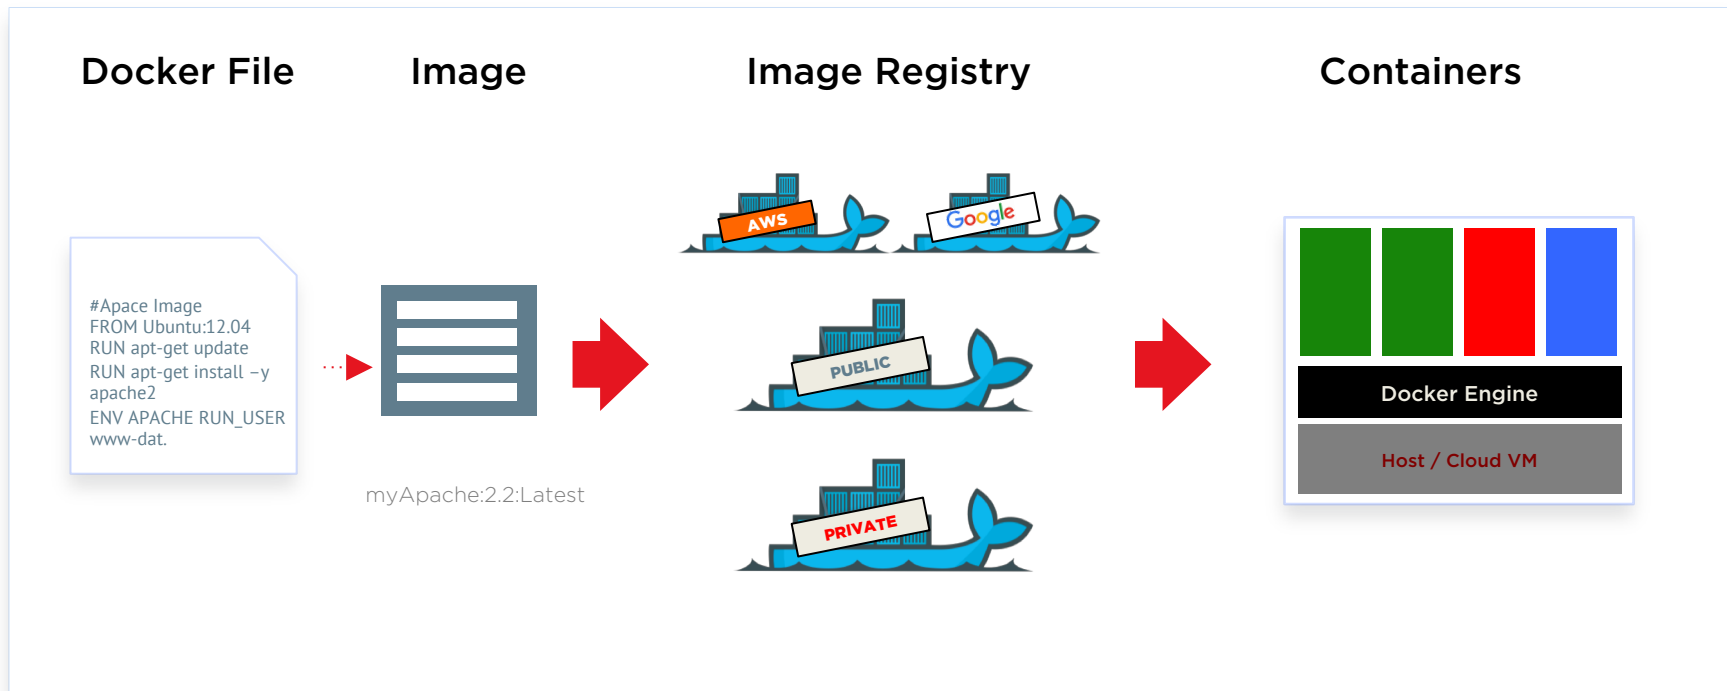 Docker File
Image
Image Registry
Containers
#Apace Image
FROM Ubuntu:12.04
RUN apt-get update
RUN apt-get install –y
apache2
ENV APACHE RUN_USER
www-dat.
myApache:2.2:Latest
AWS
Google
PUBLIC
PRIVATE
Docker Engine
Host / Cloud VM